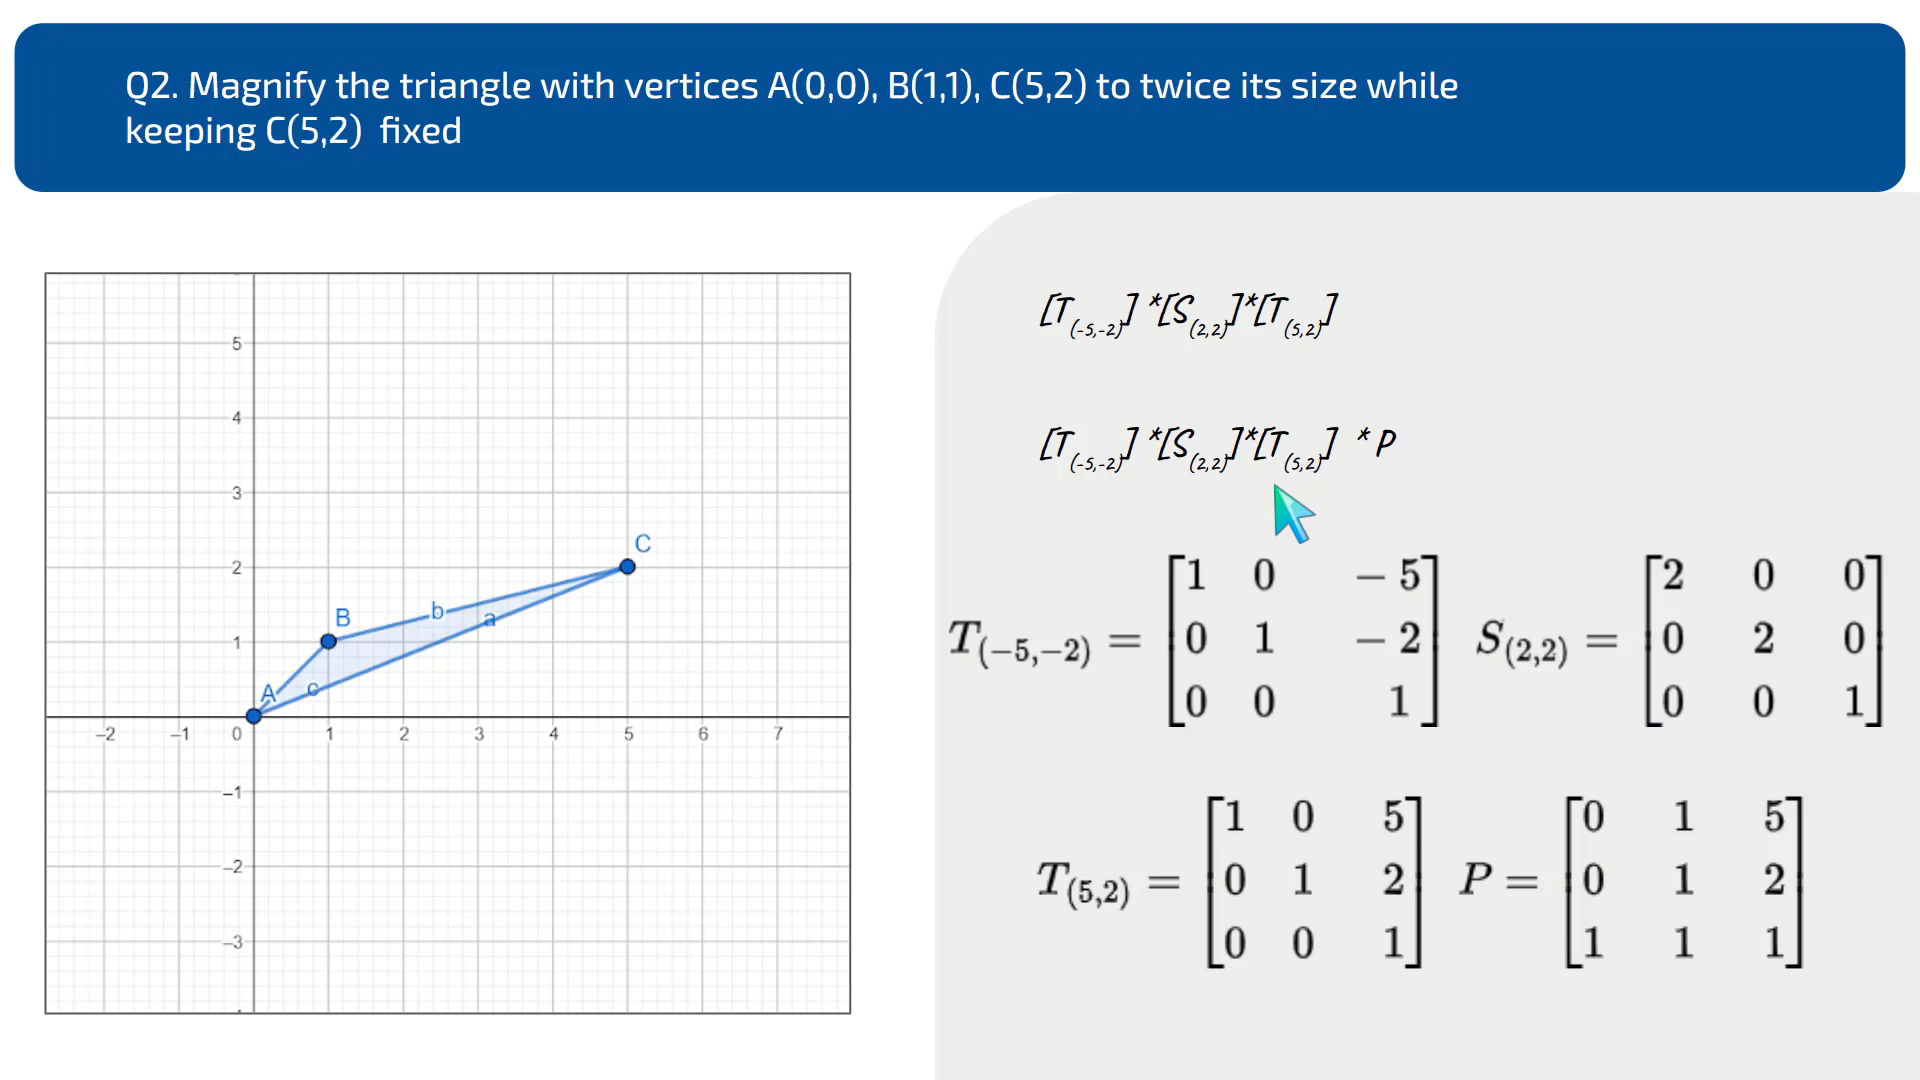 Q2. Magnify the triangle with vertices A(0,0), B(1,1), C(5,2) to twice its size while
keeping C(5,2) fixed
5
4
3
C
2
B
b
a
1
A
c
-2 -1 0 1 2 3 4 5 6 7
-1
-2
-3
[T(-5,-2)] *[S(2,2)]*[T(5,2)]
[T(-5,-2)] *[S(2,2)]*[T(5,2)] * P
1 0 -5
T(-5,-2) = 0 1 -2
0 0 1
2 0 0
S(2,2) = 0 2 0
0 0 1
1 0 5
T(5,2) = 0 1 2
0 0 1
0 1 5
P = 0 1 2
1 1 1